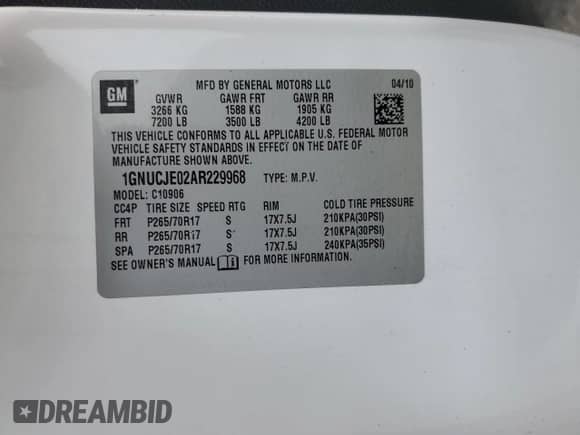 GM
MFD BY GENERAL MOTORS LLC 04/10
GVWR GAWR FRT GAWR RR
3266 KG 1588 KG 1905 KG
7200 LB 3500 LB 4200 LB
THIS VEHICLE CONFORMS TO ALL APPLICABLE U.S. FEDERAL MOTOR
VEHICLE SAFETY STANDARDS IN EFFECT ON THE DATE OF
MANUFACTURE SHOWN ABOVE.
1GNUCJE02AR229968 TYPE: M.P.V.
MODEL: C10906
CC4P TIRE SIZE SPEED RTG RIM COLD TIRE PRESSURE
FRT P265/70R17 S 17X7.5J 210KPA(30PSI)
RR P265/70R17 S 17X7.5J 210KPA(30PSI)
SPA P265/70R17 S 17X7.5J 240KPA(35PSI)
SEE OWNER'S MANUAL FOR MORE INFORMATION.
DREAMBID